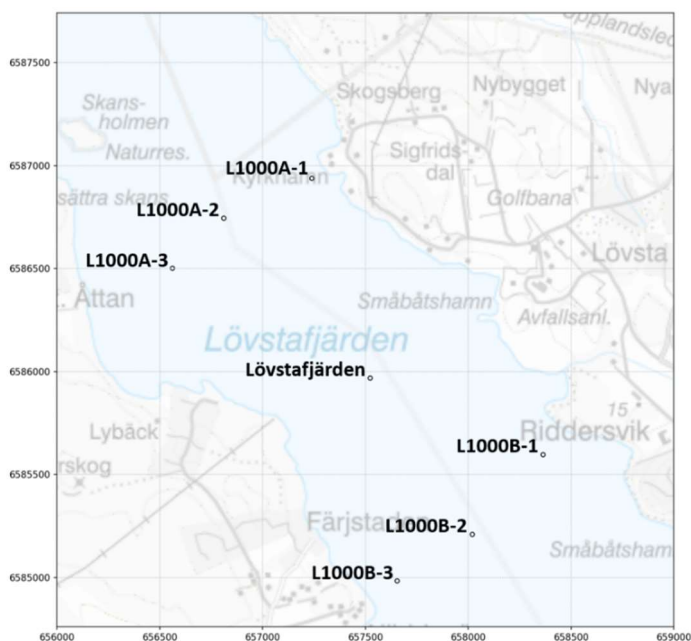 Upplandsled
6587500
Skogsberg
Nybygget
Nya
Skans-
holmen
Naturres.
Sigfrids-
dal
6587000
L1000A-1
Kyrkhamn
sättra skans
Golfbana
L1000A-2
Lövsta
L1000A-3
6586500
Åttan
Småbåtshamn
Avfallsanl.
Lövstafjärden
6586000
Lövstafjärden
15
Lybäck
Riddersvik
L1000B-1
6585500
rskog
Färjstaden
L1000B-2
Småbåtsham
L1000B-3
6585000
656000
656500
657000
657500
658000
658500
659000